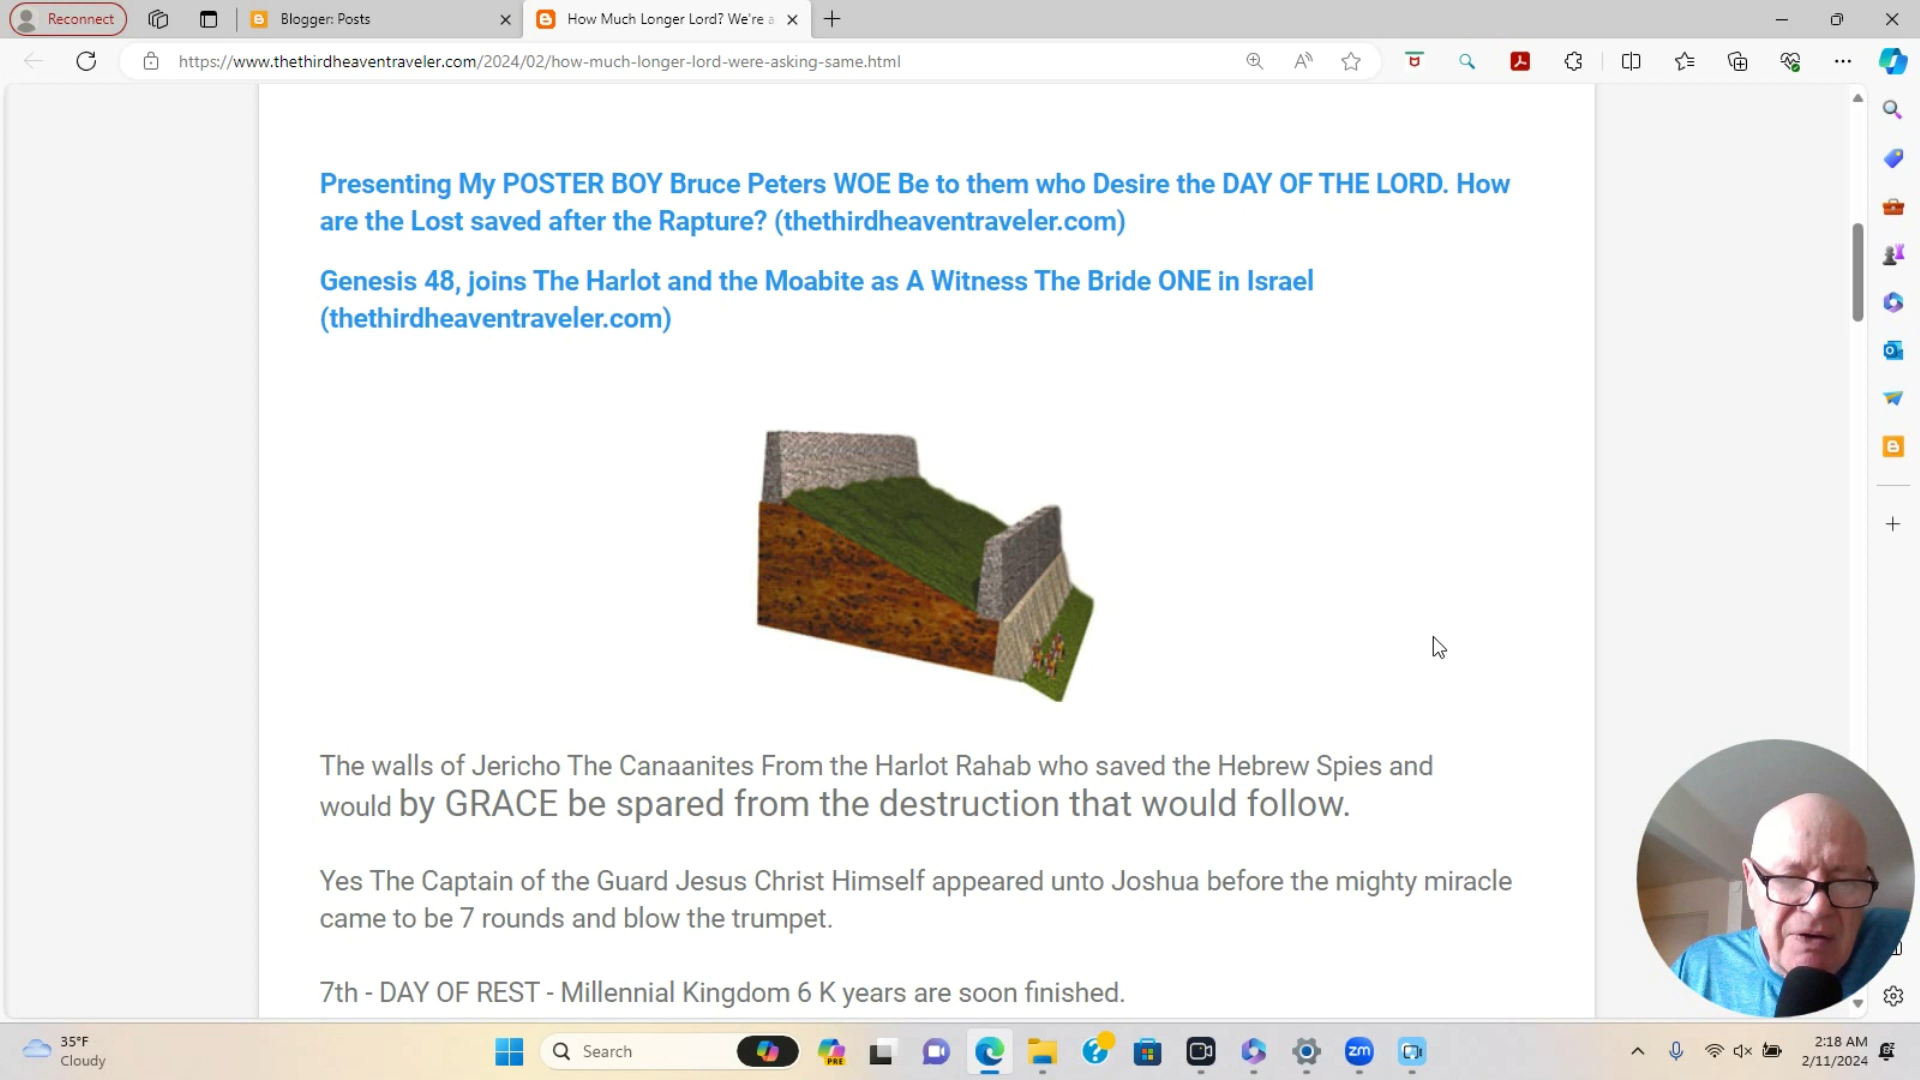 Reconnect
Blogger: Posts
How Much Longer Lord? We're a
https://www.thethirdheaventraveler.com/2024/02/how-much-longer-lord-were-asking-same.html
Presenting My POSTER BOY Bruce Peters WOE Be to them who Desire the DAY OF THE LORD. How
are the Lost saved after the Rapture? (thethirdheaventraveler.com)
Genesis 48, joins The Harlot and the Moabite as A Witness The Bride ONE in Israel
(thethirdheaventraveler.com)
The walls of Jericho The Canaanites From the Harlot Rahab who saved the Hebrew Spies and
would by GRACE be spared from the destruction that would follow.
Yes The Captain of the Guard Jesus Christ Himself appeared unto Joshua before the mighty miracle
came to be 7 rounds and blow the trumpet.
7th - DAY OF REST - Millennial Kingdom 6 K years are soon finished.
35°F
Cloudy
Search
PRE
zm
2:18 AM
2/11/2024